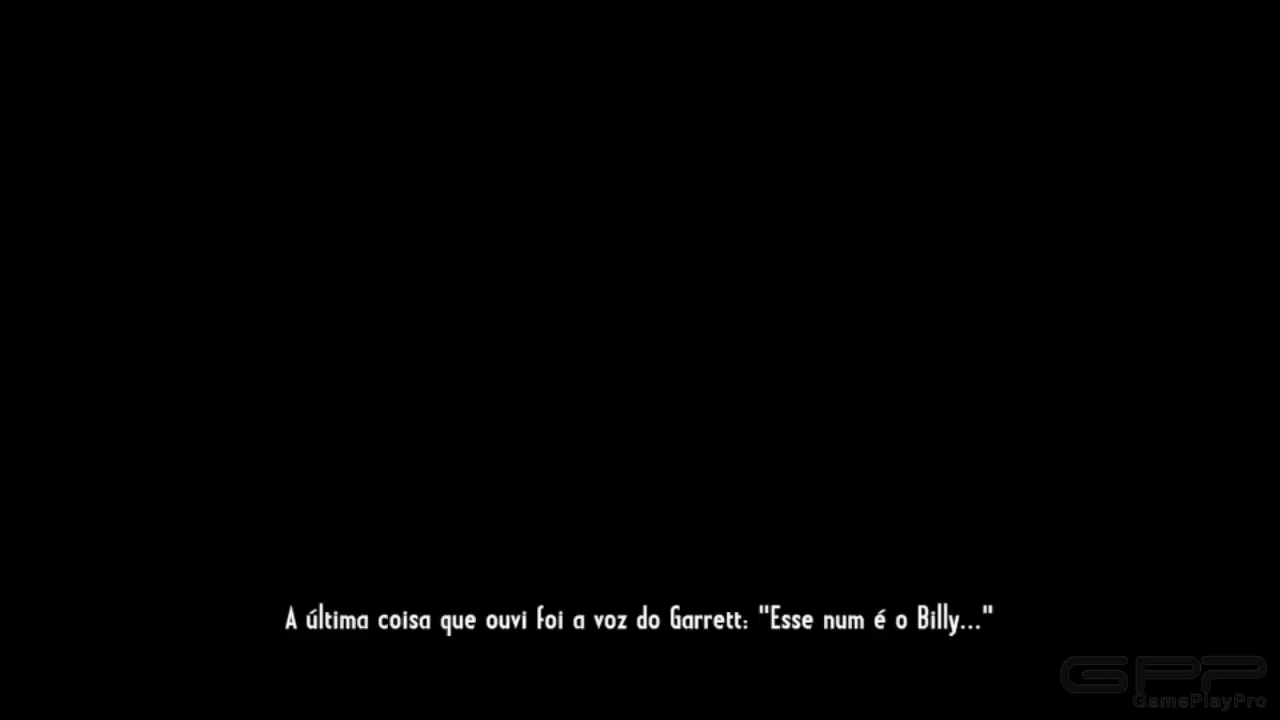 A última coisa que ouvi foi a voz do Garrett: "Esse num é o Billy..."
GPP
GamePlayPro